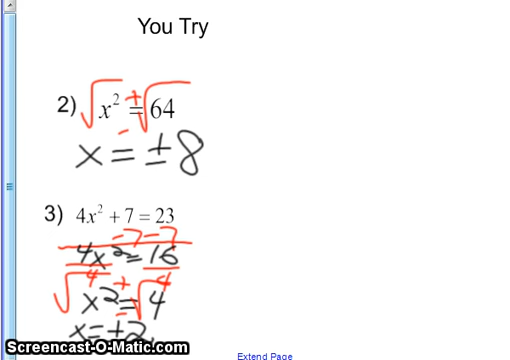 You Try
2) √x² = ±√64
x = ±8
3) 4x² + 7 = 23
-7 -7
4x² = 16
4 4
√x² = ±√4
x = ±2
Screencast-O-Matic.com
Extend Page